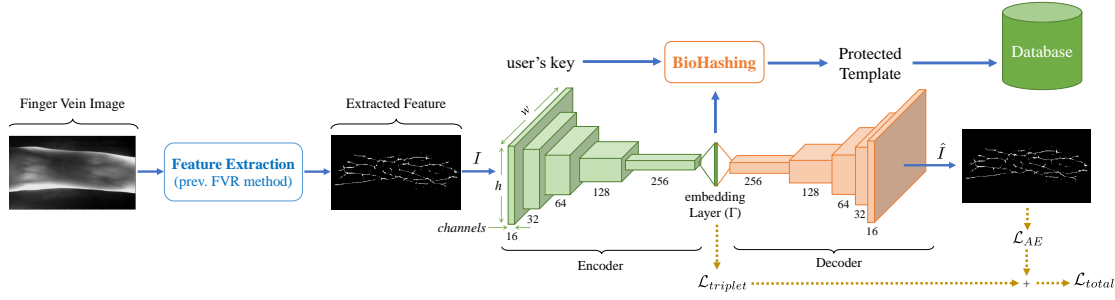 Finger Vein Image
Feature Extraction
(prev. FVR method)
Extracted Feature
I
user's key
BioHashing
Protected
Template
Database
w
h
channels
16
32
64
128
256
embedding
Layer (Γ)
256
128
64
32
16
Î
Encoder
Decoder
ℒ_triplet
ℒ_AE
+
ℒ_total